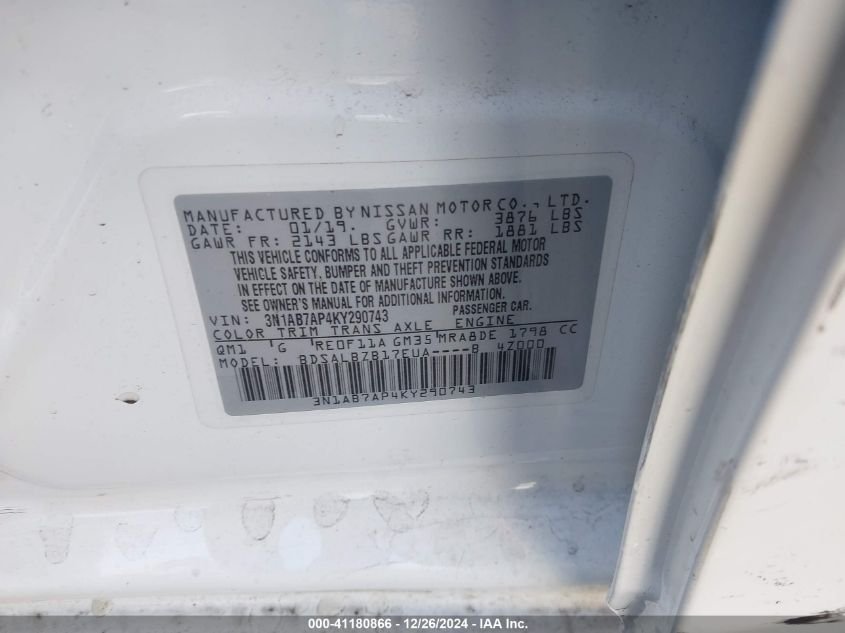 MANUFACTURED BY NISSAN MOTOR CO., LTD.
DATE: 01/19. GVWR: 3876 LBS
GAWR FR: 2143 LBS GAWR RR: 1881 LBS
THIS VEHICLE CONFORMS TO ALL APPLICABLE FEDERAL MOTOR
VEHICLE SAFETY, BUMPER AND THEFT PREVENTION STANDARDS
IN EFFECT ON THE DATE OF MANUFACTURE SHOWN ABOVE.
SEE OWNER'S MANUAL FOR ADDITIONAL INFORMATION.
VIN: 3N1AB7AP4KY290743 PASSENGER CAR.
COLOR TRIM TRANS AXLE ENGINE
QM1 G RE0F11A GM35 MRA8DE 1798 CC
MODEL: BDSALBZB17EUA----B 4Z000
3N1AB7AP4KY290743
000-41180866 - 12/26/2024 - IAA Inc.